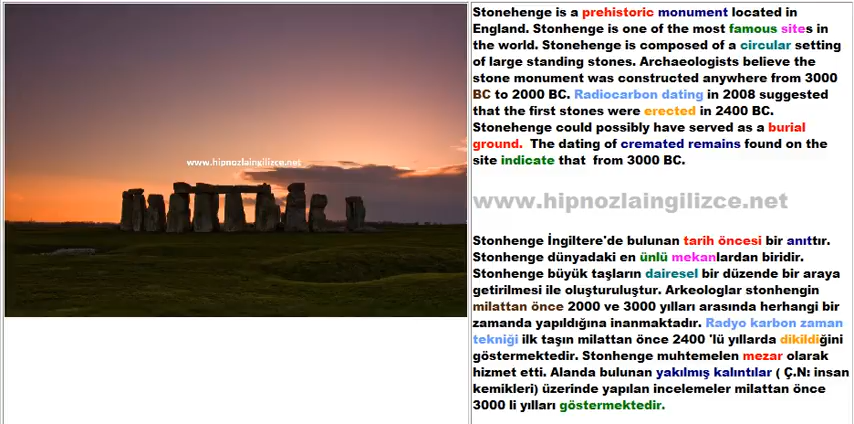 Stonehenge is a prehistoric monument located in
England. Stonhenge is one of the most famous sites in
the world. Stonehenge is composed of a circular setting
of large standing stones. Archaeologists believe the
stone monument was constructed anywhere from 3000
BC to 2000 BC. Radiocarbon dating in 2008 suggested
that the first stones were erected in 2400 BC.
Stonehenge could possibly have served as a burial
ground.  The dating of cremated remains found on the
site indicate that  from 3000 BC.
www.hipnozlaingilizce.net
www.hipnozlaingilizce.net
Stonhenge İngiltere'de bulunan tarih öncesi bir anıttır.
Stonhenge dünyadaki en ünlü mekanlardan biridir.
Stonhenge büyük taşların dairesel bir düzende bir araya
getirilmesi ile oluşturuluştur. Arkeologlar stonhengin
milattan önce 2000 ve 3000 yılları arasında herhangi bir
zamanda yapıldığına inanmaktadır. Radyo karbon zaman
tekniği ilk taşın milattan önce 2400 'lü yıllarda dikildiğini
göstermektedir. Stonhenge muhtemelen mezar olarak
hizmet etti. Alanda bulunan yakılmış kalıntılar ( Ç.N: insan
kemikleri) üzerinde yapılan incelemeler milattan önce
3000 li yılları göstermektedir.